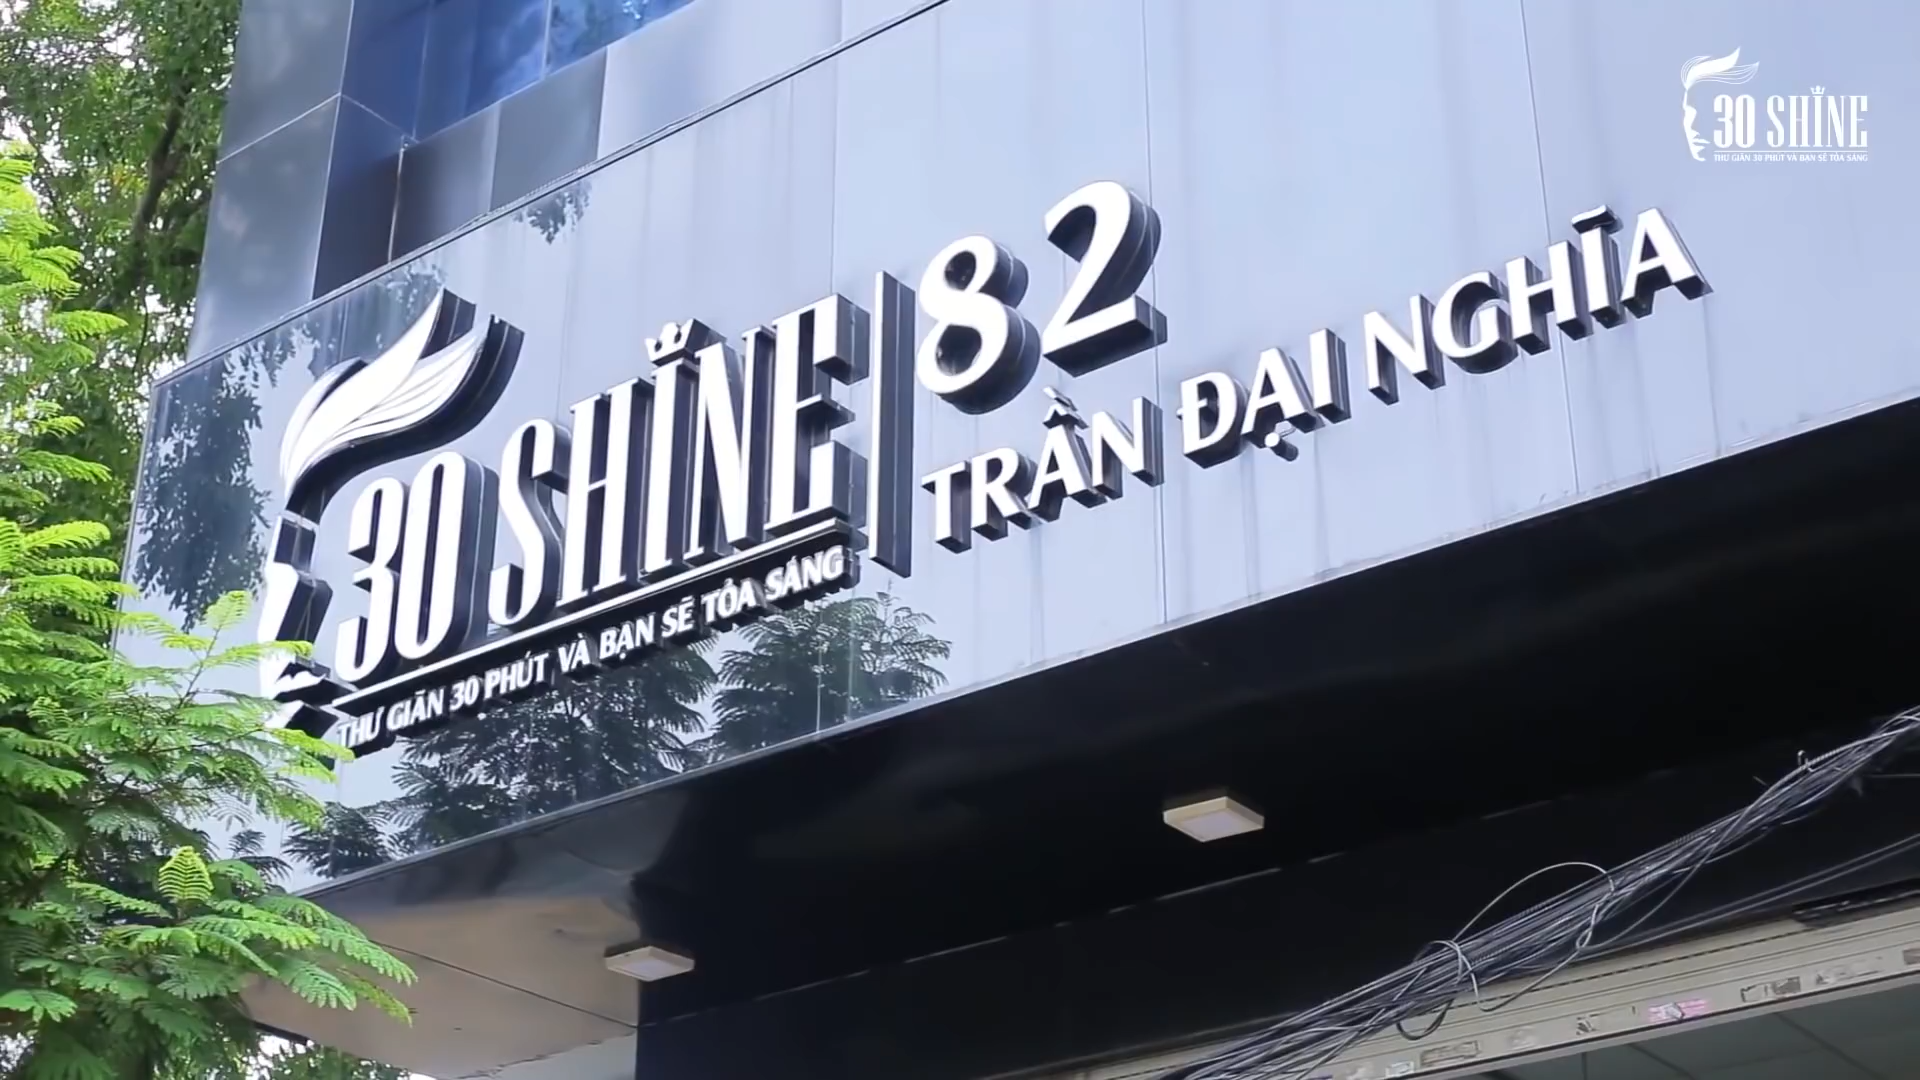 30 SHINE
THƯ GIÃN 30 PHÚT VÀ BẠN SẼ TỎA SÁNG
82
TRẦN ĐẠI NGHĨA
30 SHINE
THƯ GIÃN 30 PHÚT VÀ BẠN SẼ TỎA SÁNG